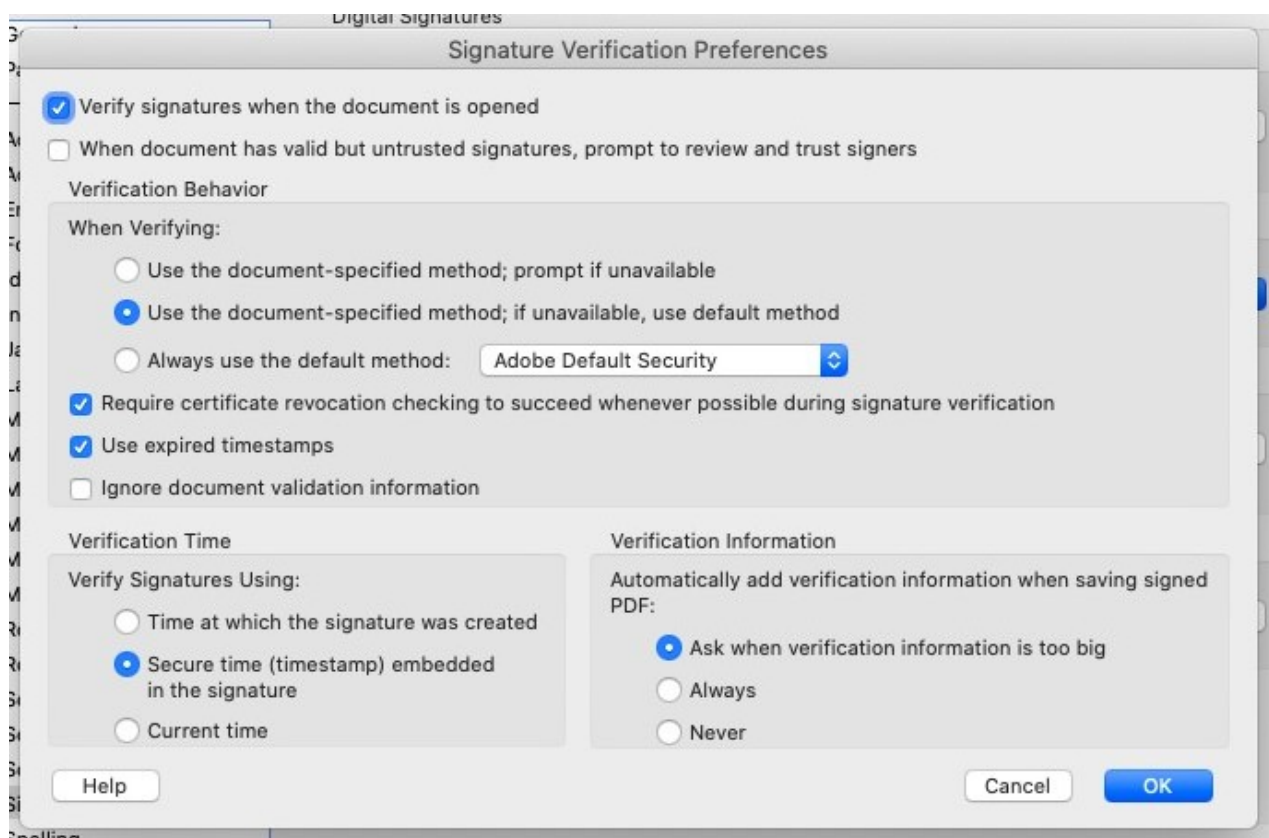 Digital Signatures
Signature Verification Preferences
Verify signatures when the document is opened
When document has valid but untrusted signatures, prompt to review and trust signers
Verification Behavior
When Verifying:
Use the document-specified method; prompt if unavailable
Use the document-specified method; if unavailable, use default method
Always use the default method: Adobe Default Security
Require certificate revocation checking to succeed whenever possible during signature verification
Use expired timestamps
Ignore document validation information
Verification Time
Verify Signatures Using:
Time at which the signature was created
Secure time (timestamp) embedded
in the signature
Current time
Verification Information
Automatically add verification information when saving signed
PDF:
Ask when verification information is too big
Always
Never
Help
Cancel
OK
Spelling